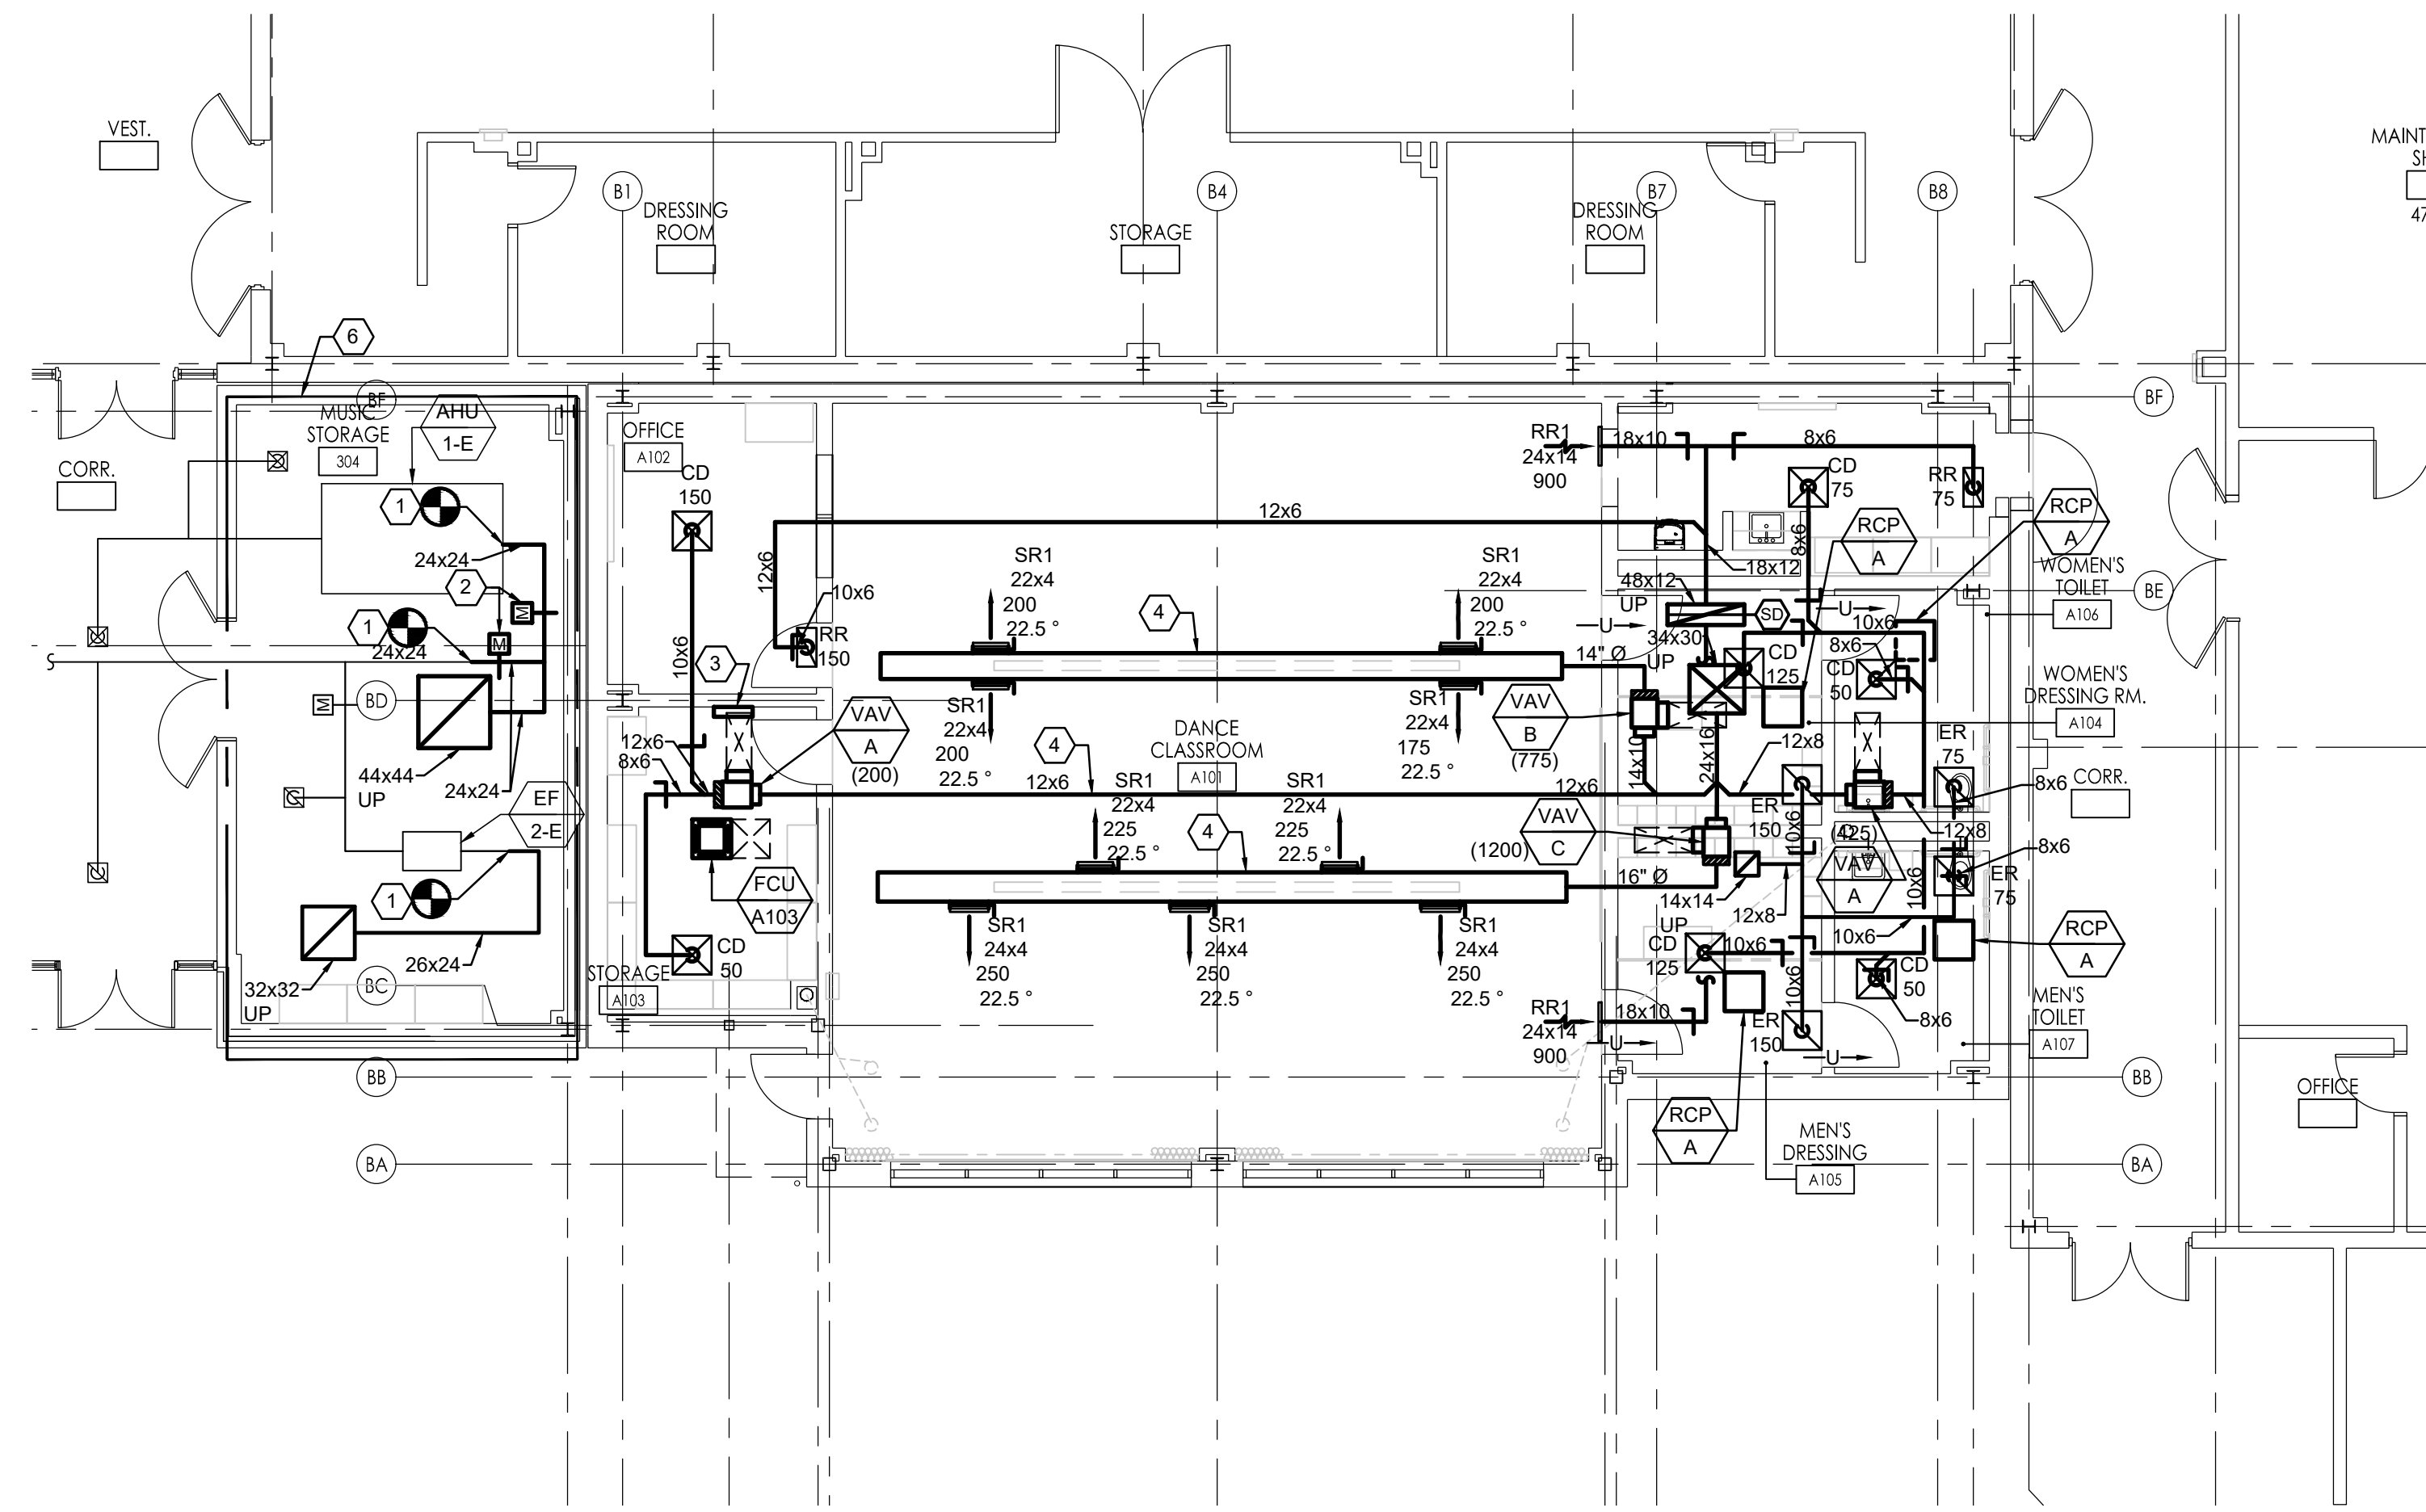 VEST.
MAINT
SH
47
B1
B4
B7
B8
DRESSING
ROOM
STORAGE
DRESSING
ROOM
6
BF
BF
MUSIC
STORAGE
304
AHU
1-E
CORR.
OFFICE
A102
CD
150
RR1
24x14
900
18x10
8x6
CD
75
RR
75
RCP
A
RCP
A
1
24x24
2
M
M
1
24x24
12x6
12x6
10x6
RR
150
10x6
3
SR1
22x4
200
22.5 °
4
SR1
22x4
200
22.5 °
8x6
18x12
48x12
UP
SD
U
U
34x30
UP
14" Ø
10x6
8x6
WOMEN'S
TOILET
A106
BE
CD
125
CD
50
WOMEN'S
DRESSING RM.
A104
M
BD
SR1
22x4
200
22.5 °
SR1
22x4
175
22.5 °
VAV
A
(200)
VAV
B
(775)
DANCE
CLASSROOM
A101
4
12x6
8x6
12x6
12x6
14x10
24x16
12x8
ER
75
8x6
CORR.
44x44
UP
24x24
EF
2-E
SR1
22x4
225
22.5 °
SR1
22x4
225
22.5 °
4
VAV
C
(1200)
ER
150
10x6
(425)
VAV
A
12x8
8x6
ER
75
10x6
FCU
A103
16" Ø
14x14
UP
12x8
1
26x24
32x32
UP
BC
STORAGE
A103
CD
50
SR1
24x4
250
22.5 °
SR1
24x4
250
22.5 °
SR1
24x4
250
22.5 °
CD
125
10x6
10x6
10x6
CD
50
8x6
RCP
A
MEN'S
TOILET
A107
RR1
24x14
900
18x10
U
ER
150
U
BB
BB
OFFICE
RCP
A
MEN'S
DRESSING
A105
BA
BA